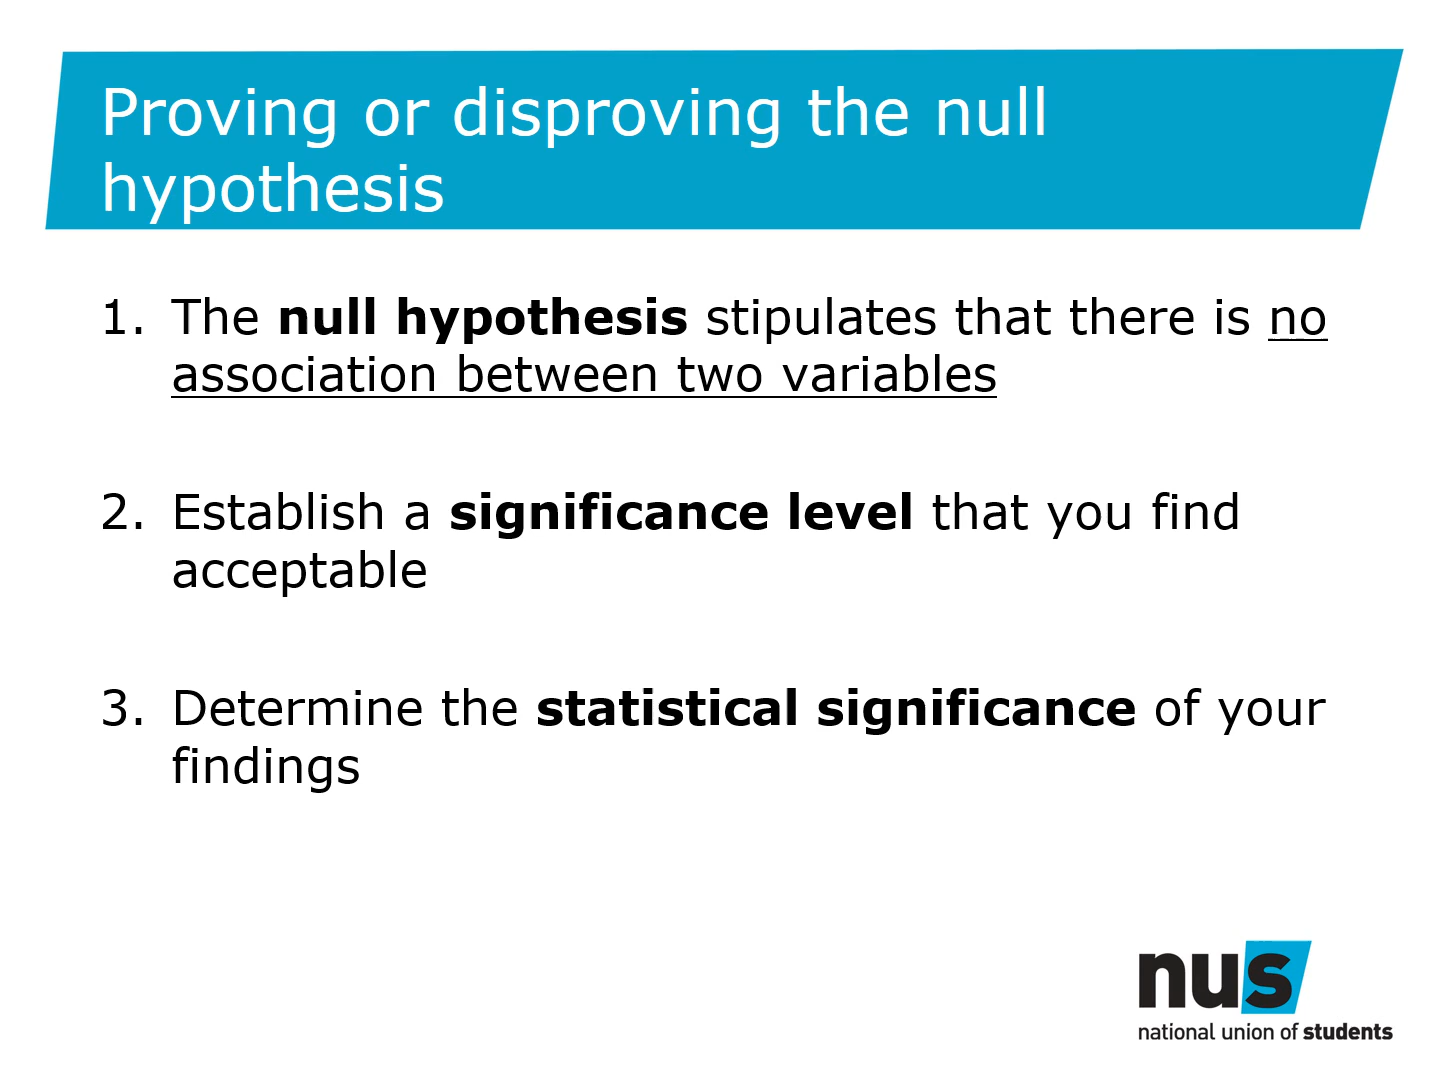 Proving or disproving the null
hypothesis
1. The null hypothesis stipulates that there is no
association between two variables
2. Establish a significance level that you find
acceptable
3. Determine the statistical significance of your
findings
nus
national union of students